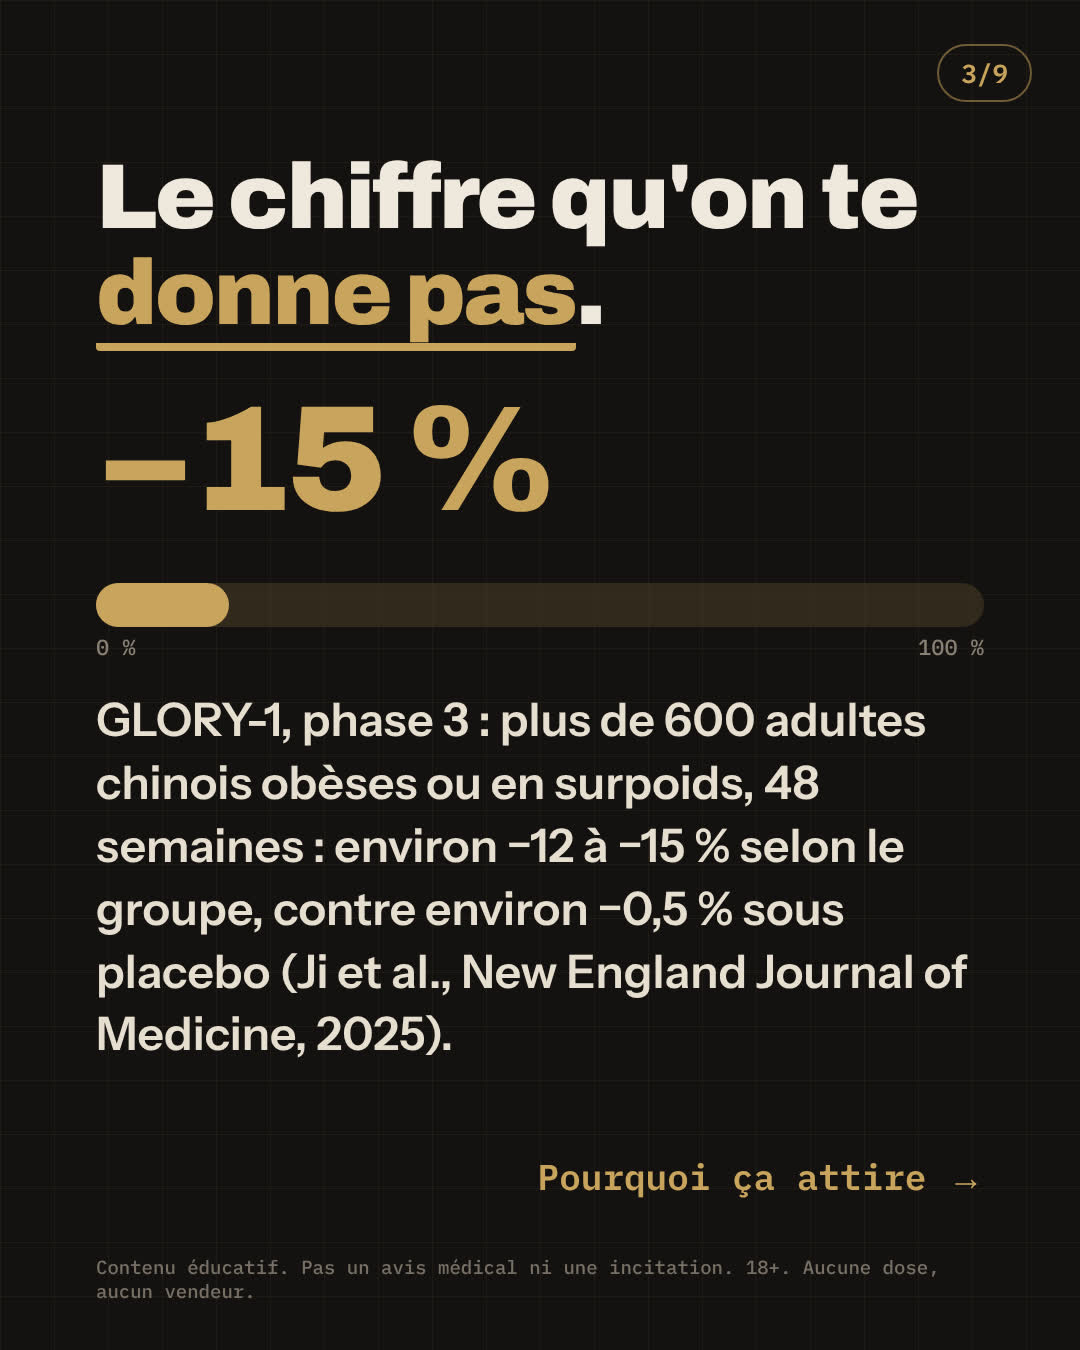 3/9
Le chiffre qu'on te
donne pas.
−15 %
0 %
100 %
GLORY-1, phase 3 : plus de 600 adultes
chinois obèses ou en surpoids, 48
semaines : environ −12 à −15 % selon le
groupe, contre environ −0,5 % sous
placebo (Ji et al., New England Journal of
Medicine, 2025).
Pourquoi ça attire →
Contenu éducatif. Pas un avis médical ni une incitation. 18+. Aucune dose,
aucun vendeur.